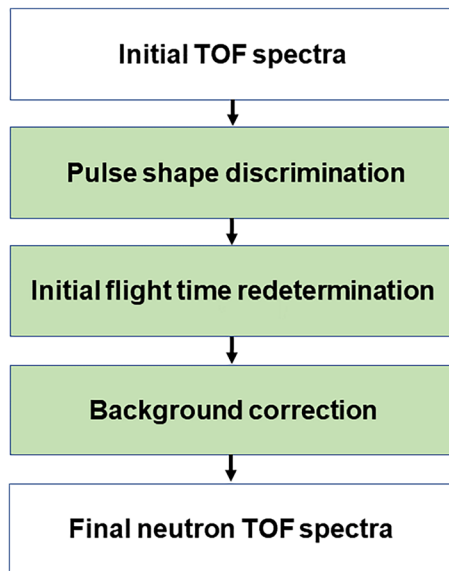 Initial TOF spectra
Pulse shape discrimination
Initial flight time redetermination
Background correction
Final neutron TOF spectra